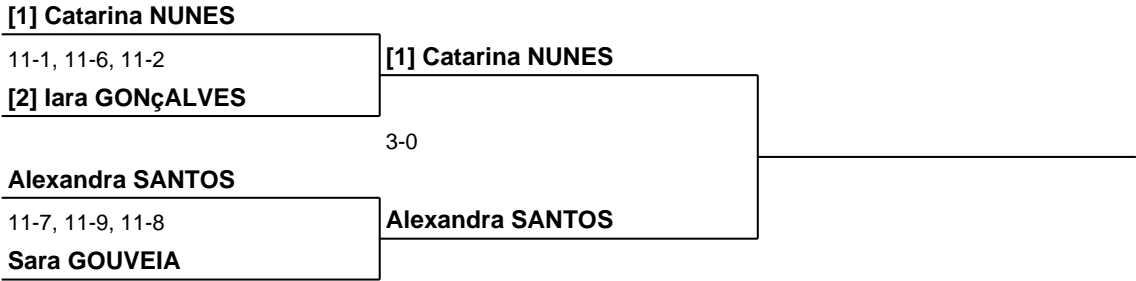 [1] Catarina NUNES
11-1, 11-6, 11-2
[1] Catarina NUNES
[2] Iara GONçALVES
3-0
Alexandra SANTOS
11-7, 11-9, 11-8
Alexandra SANTOS
Sara GOUVEIA